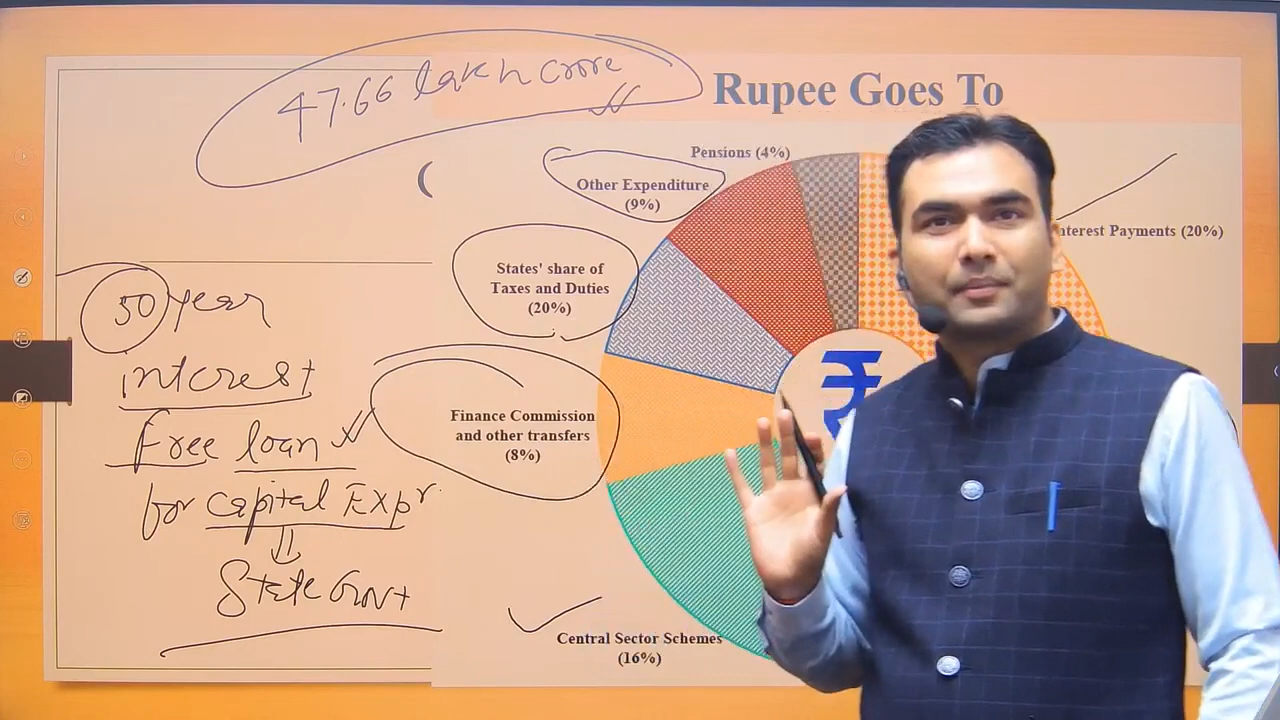 47.66 lakh crore
Rupee Goes To
Pensions (4%)
Other Expenditure
(9%)
nterest Payments (20%)
States' share of
Taxes and Duties
(20%)
50 year
interest
Free loan
for Capital Expr.
State Govt
Finance Commission
and other transfers
(8%)
₹
Central Sector Schemes
(16%)